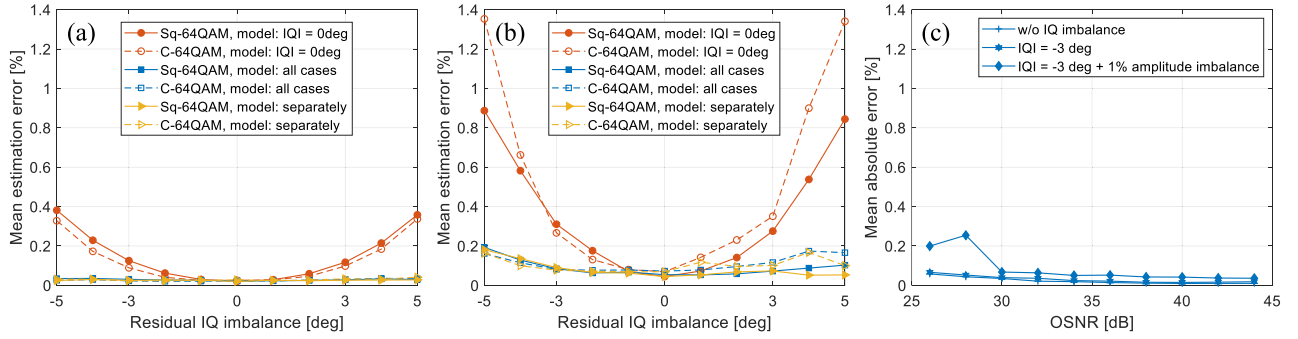 (a)
Sq-64QAM, model: IQI = 0deg
C-64QAM, model: IQI = 0deg
Sq-64QAM, model: all cases
C-64QAM, model: all cases
Sq-64QAM, model: separately
C-64QAM, model: separately
Mean estimation error [%]
1.4
1.2
1
0.8
0.6
0.4
0.2
0
-5
-3
0
3
5
Residual IQ imbalance [deg]
(b)
Sq-64QAM, model: IQI = 0deg
C-64QAM, model: IQI = 0deg
Sq-64QAM, model: all cases
C-64QAM, model: all cases
Sq-64QAM, model: separately
C-64QAM, model: separately
Mean estimation error [%]
1.4
1.2
1
0.8
0.6
0.4
0.2
0
-5
-3
0
3
5
Residual IQ imbalance [deg]
(c)
w/o IQ imbalance
IQI = -3 deg
IQI = -3 deg + 1% amplitude imbalance
Mean absolute error [%]
1.4
1.2
1
0.8
0.6
0.4
0.2
0
25
30
35
40
45
OSNR [dB]